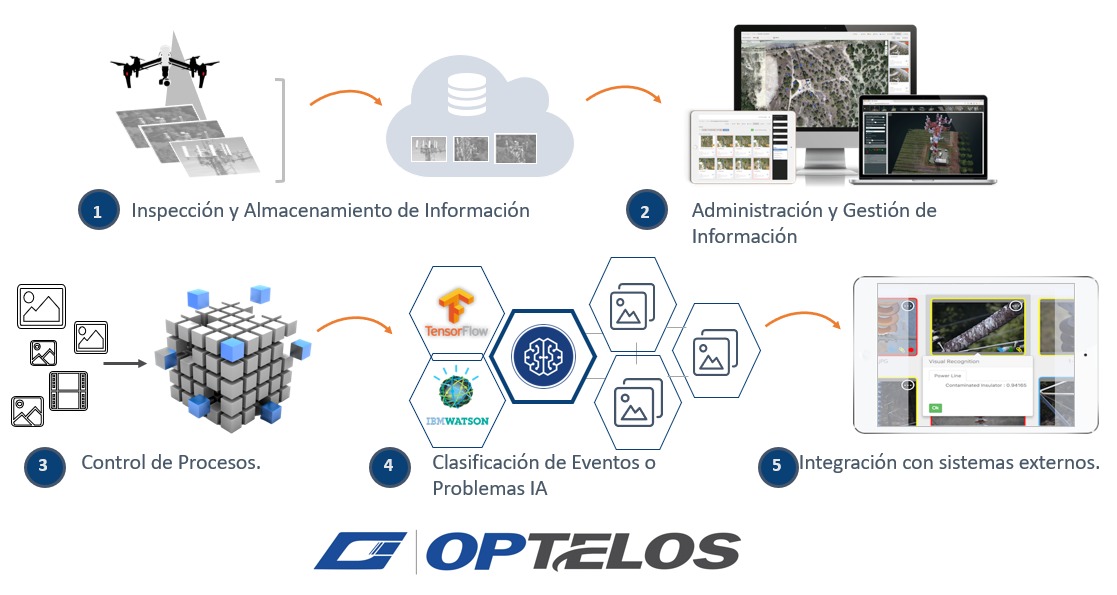 1
Inspección y Almacenamiento de Información
2
Administración y Gestión de
Información
TensorFlow
IBM WATSON
Visual Recognition
Power Line
Contaminated Insulator : 0.94165
Ok
3
Control de Procesos.
4
Clasificación de Eventos o
Problemas IA
5
Integración con sistemas externos.
OPTELOS